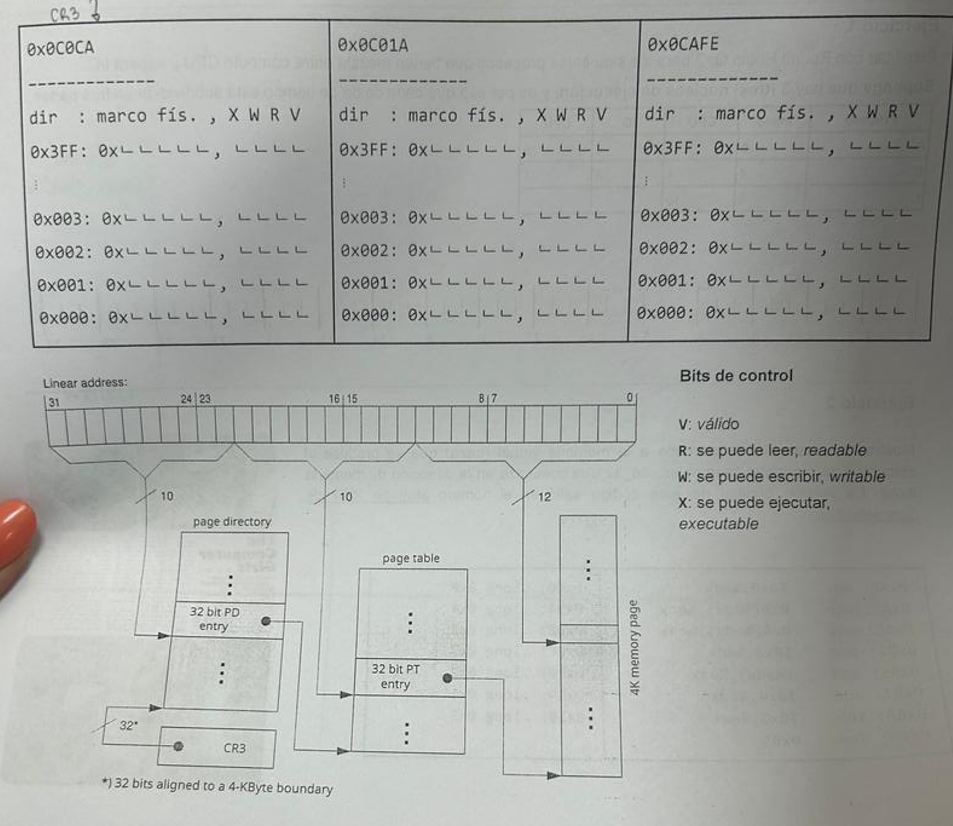 CR3
0x0C0CA
-------------
dir : marco fís. , X W R V
0x3FF: 0x∟∟∟∟∟, ∟∟∟∟
⋮
0x003: 0x∟∟∟∟∟, ∟∟∟∟
0x002: 0x∟∟∟∟∟, ∟∟∟∟
0x001: 0x∟∟∟∟∟, ∟∟∟∟
0x000: 0x∟∟∟∟∟, ∟∟∟∟
0x0C01A
-------------
dir : marco fís. , X W R V
0x3FF: 0x∟∟∟∟∟, ∟∟∟∟
⋮
0x003: 0x∟∟∟∟∟, ∟∟∟∟
0x002: 0x∟∟∟∟∟, ∟∟∟∟
0x001: 0x∟∟∟∟∟, ∟∟∟∟
0x000: 0x∟∟∟∟∟, ∟∟∟∟
0x0CAFE
-------------
dir : marco fís. , X W R V
0x3FF: 0x∟∟∟∟∟, ∟∟∟∟
⋮
0x003: 0x∟∟∟∟∟, ∟∟∟∟
0x002: 0x∟∟∟∟∟, ∟∟∟∟
0x001: 0x∟∟∟∟∟, ∟∟∟∟
0x000: 0x∟∟∟∟∟, ∟∟∟∟
Linear address:
31 24|23 16|15 8|7 0
10 10 12
page directory
32 bit PD
entry
32*
CR3
page table
32 bit PT
entry
4K memory page
*) 32 bits aligned to a 4-KByte boundary
Bits de control
V: válido
R: se puede leer, readable
W: se puede escribir, writable
X: se puede ejecutar,
executable